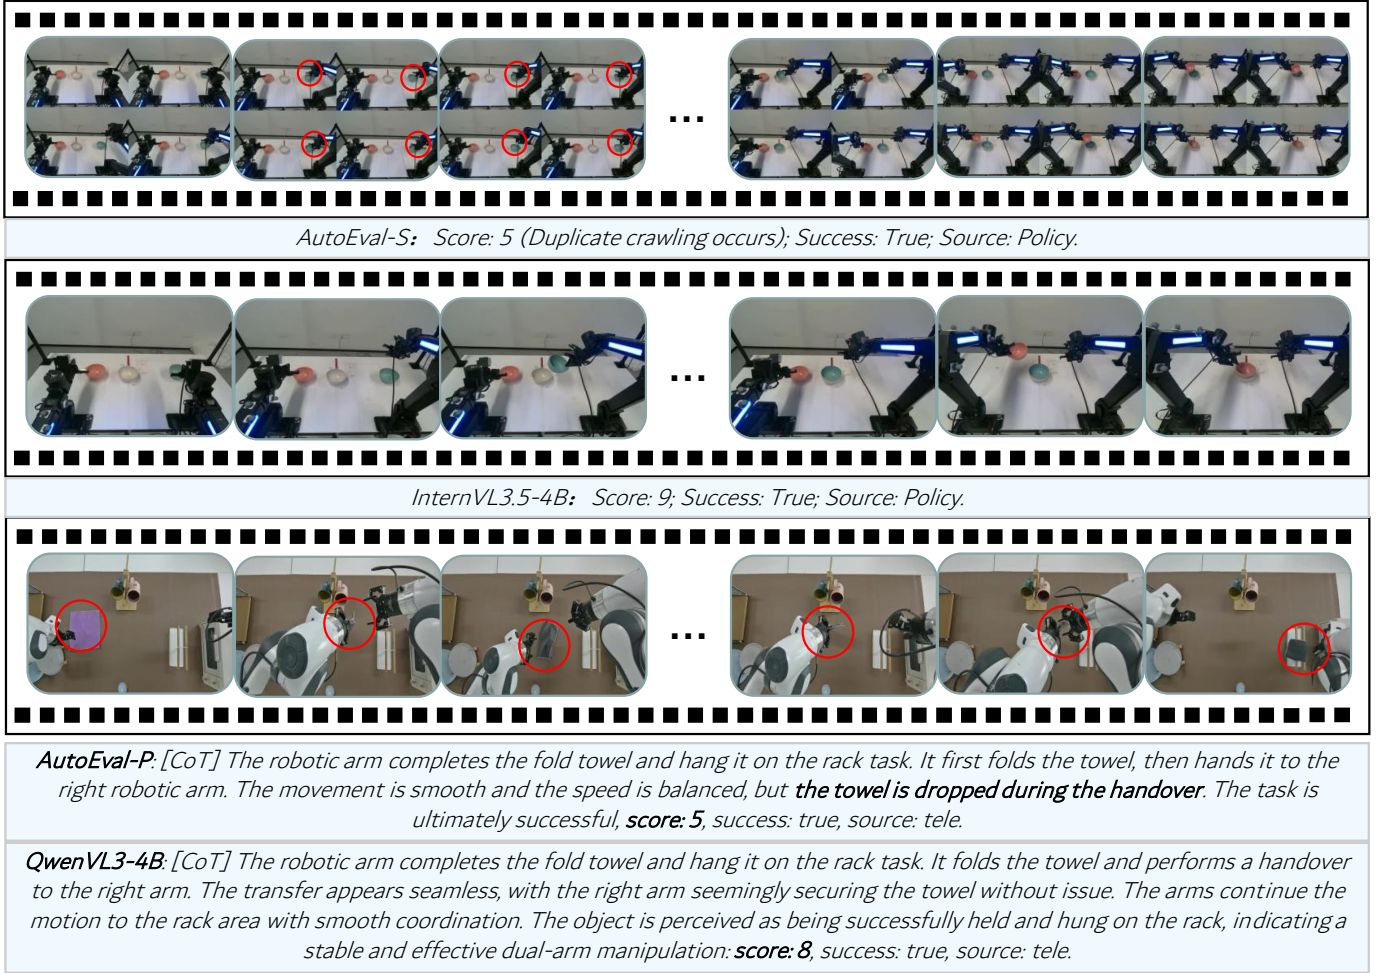 ...
AutoEval-S： Score: 5 (Duplicate crawling occurs); Success: True; Source: Policy.
...
InternVL3.5-4B： Score: 9; Success: True; Source: Policy.
...
AutoEval-P: [CoT] The robotic arm completes the fold towel and hang it on the rack task. It first folds the towel, then hands it to the
right robotic arm. The movement is smooth and the speed is balanced, but the towel is dropped during the handover. The task is
ultimately successful, score: 5, success: true, source: tele.
QwenVL3-4B: [CoT] The robotic arm completes the fold towel and hang it on the rack task. It folds the towel and performs a handover
to the right arm. The transfer appears seamless, with the right arm seemingly securing the towel without issue. The arms continue the
motion to the rack area with smooth coordination. The object is perceived as being successfully held and hung on the rack, indicating a
stable and effective dual-arm manipulation: score: 8, success: true, source: tele.